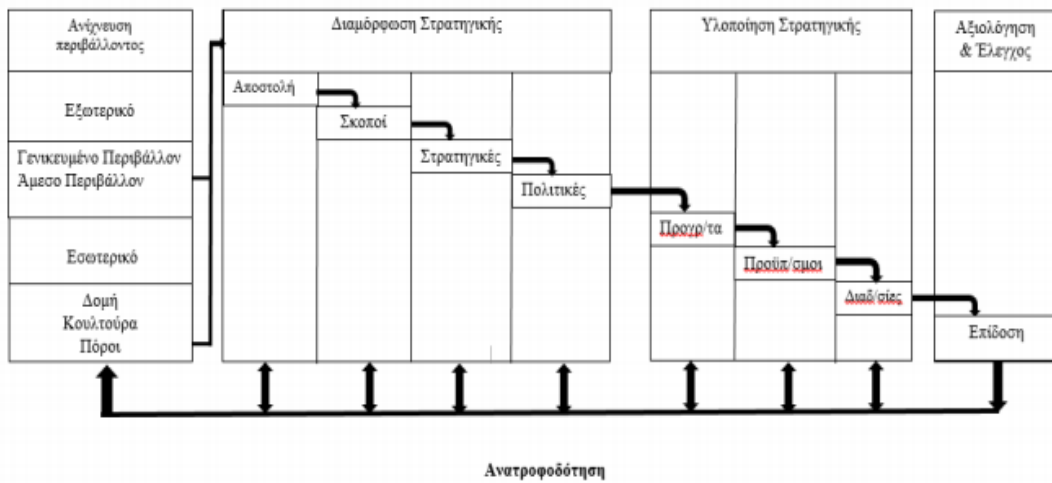 Ανίχνευση
περιβάλλοντος
Εξωτερικό
Γενικευμένο Περιβάλλον
Άμεσο Περιβάλλον
Εσωτερικό
Δομή
Κουλτούρα
Πόροι
Διαμόρφωση Στρατηγικής
Αποστολή
Σκοποί
Στρατηγικές
Πολιτικές
Υλοποίηση Στρατηγικής
Προγρ/τα
Προϋπ/σμοι
Διαδ/σίες
Αξιολόγηση
& Έλεγχος
Επίδοση
Ανατροφοδότηση